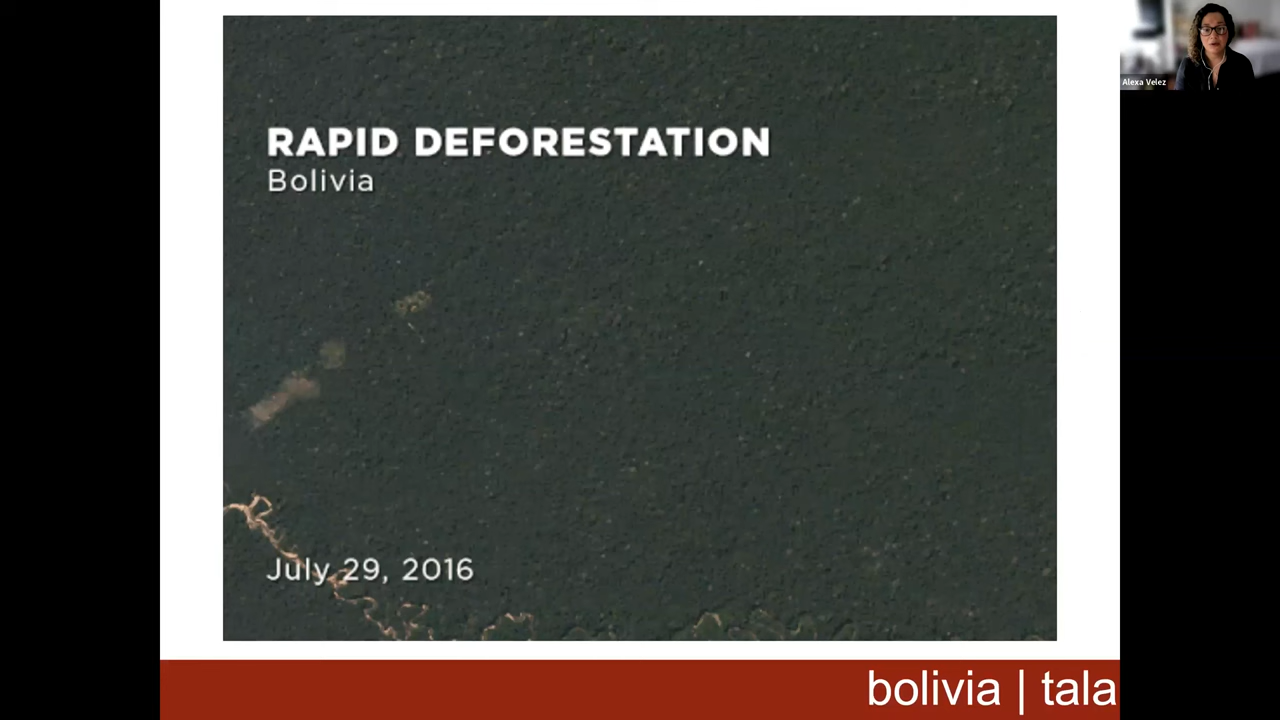 RAPID DEFORESTATION
Bolivia
July 29, 2016
bolivia | tala
Alexa Velez